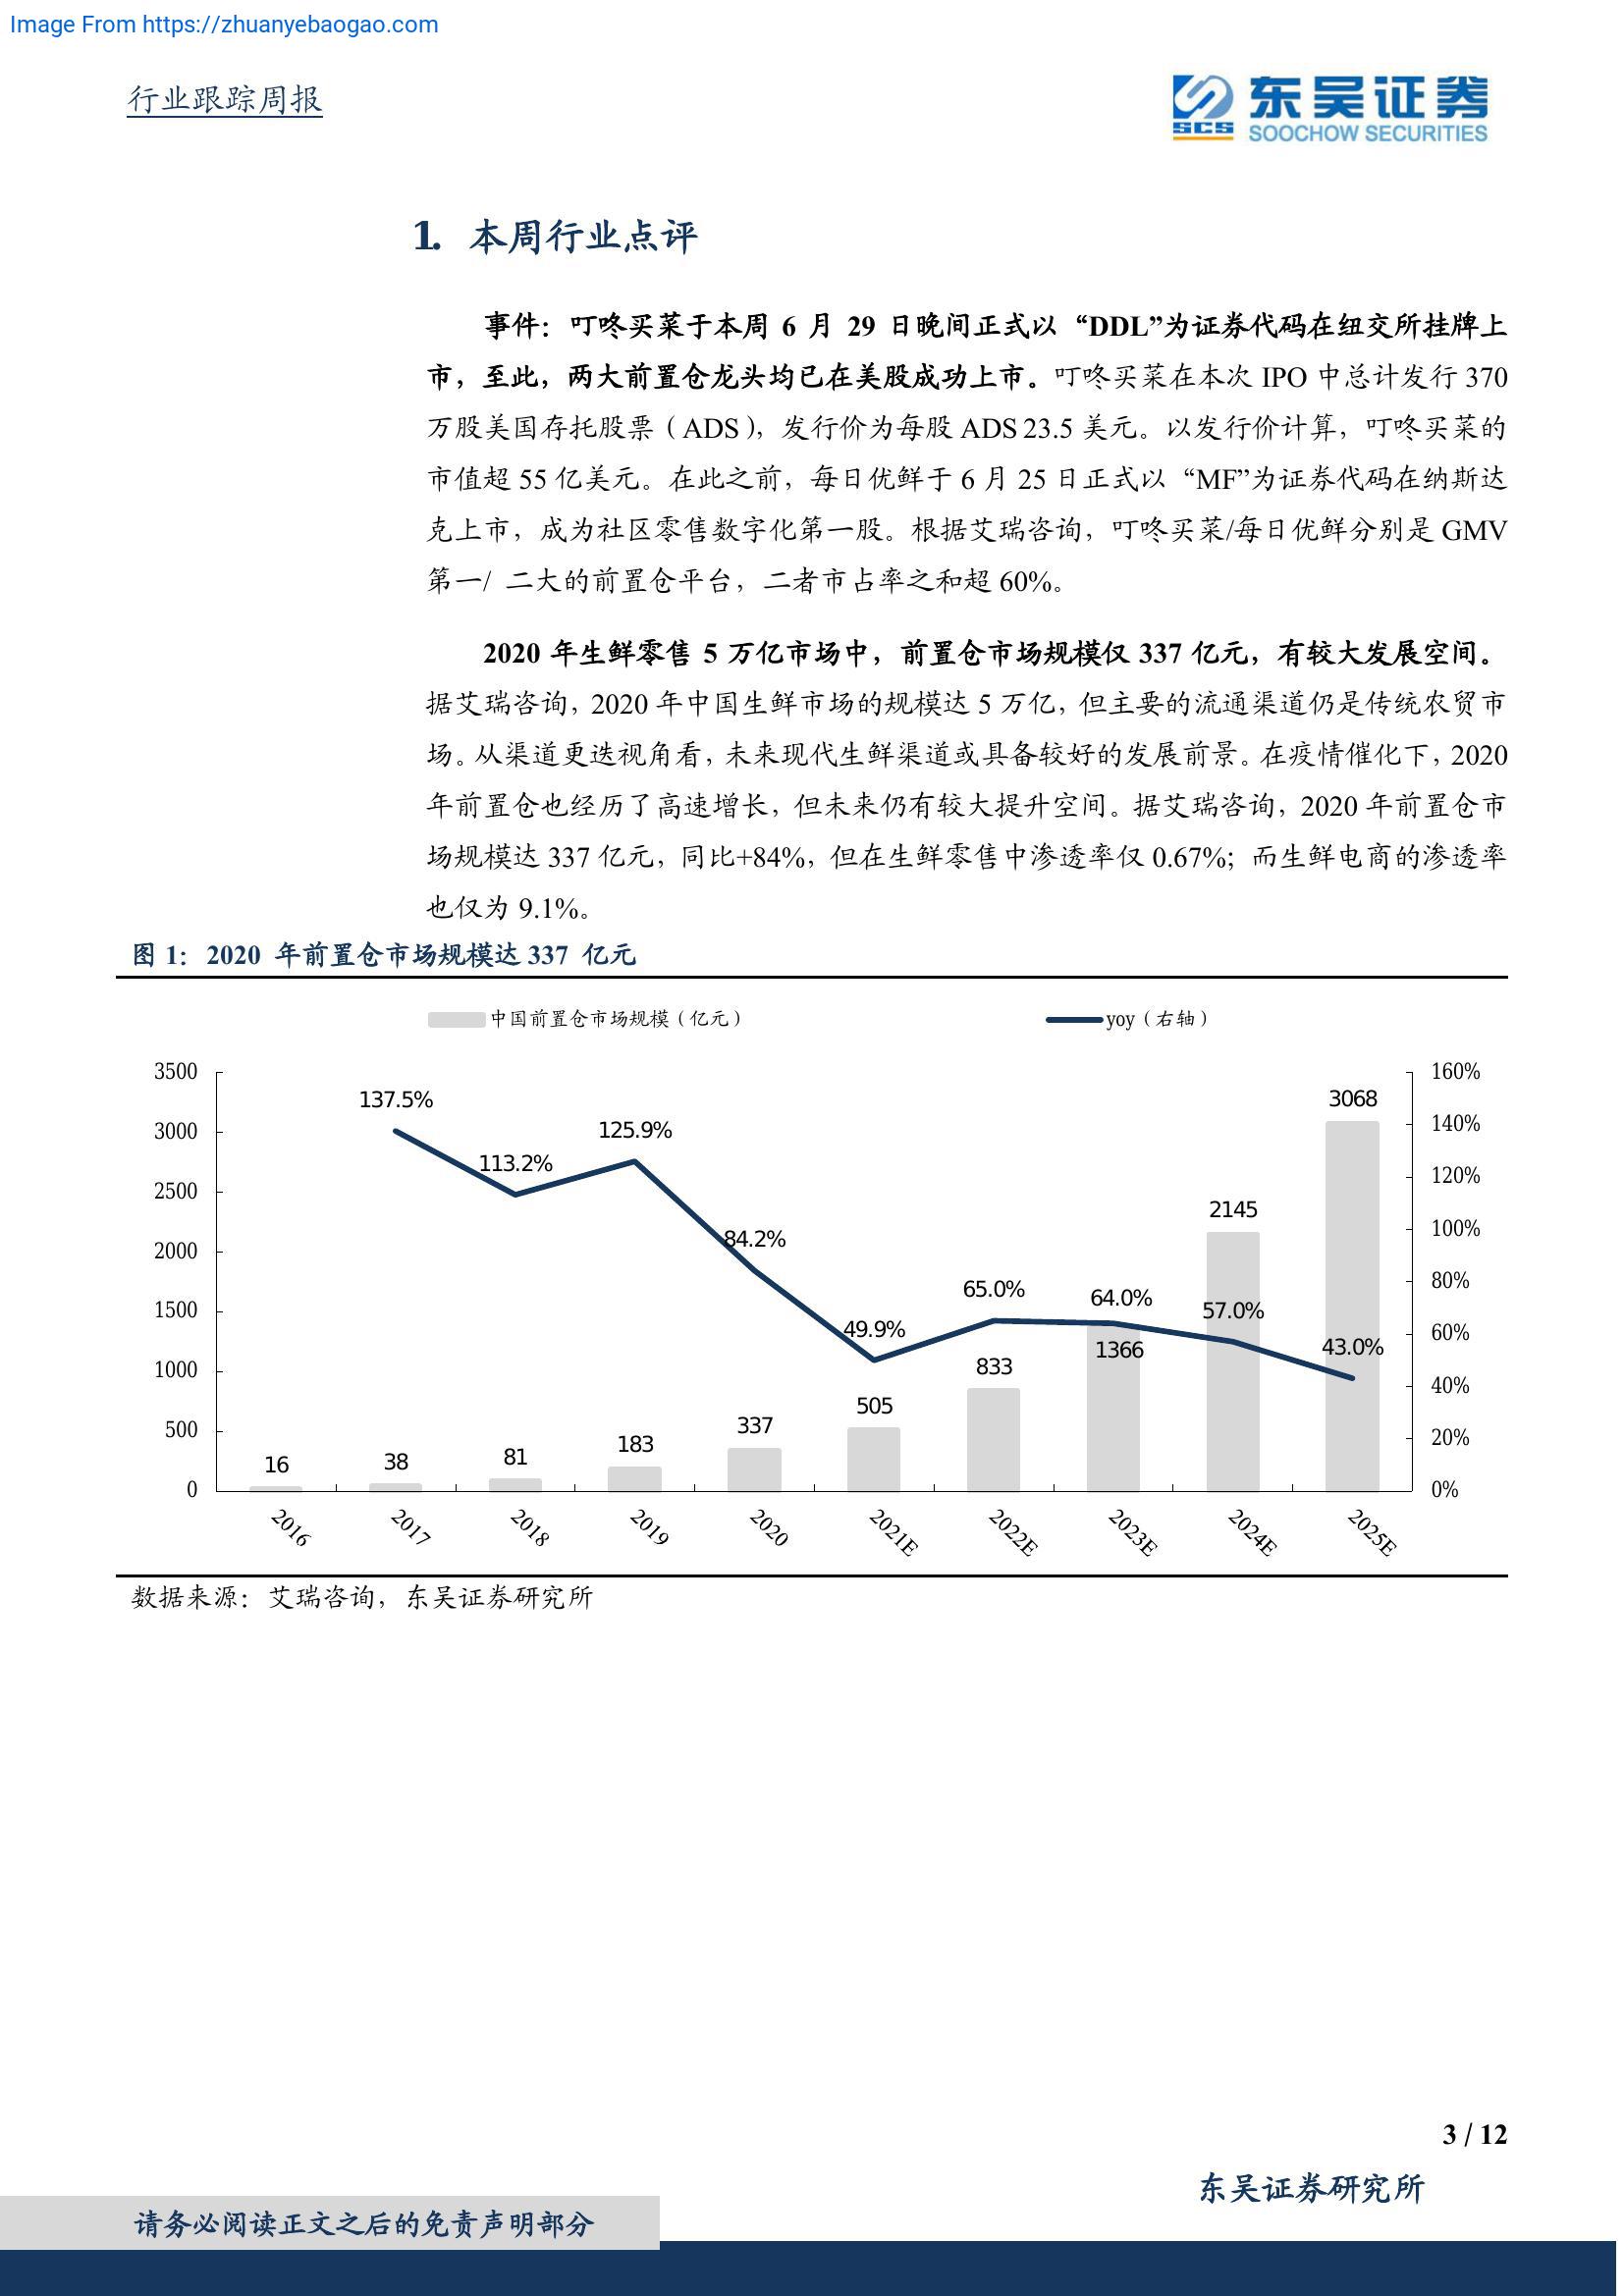 Image From https://zhuanyebaogao.com
行业跟踪周报
东吴证券
SCS
SOOCHOW SECURITIES
1. 本周行业点评
事件：叮咚买菜于本周 6 月 29 日晚间正式以“DDL”为证券代码在纽交所挂牌上
市，至此，两大前置仓龙头均已在美股成功上市。叮咚买菜在本次 IPO 中总计发行 370
万股美国存托股票（ADS），发行价为每股 ADS 23.5 美元。以发行价计算，叮咚买菜的
市值超 55 亿美元。在此之前，每日优鲜于 6 月 25 日正式以“MF”为证券代码在纳斯达
克上市，成为社区零售数字化第一股。根据艾瑞咨询，叮咚买菜/每日优鲜分别是 GMV
第一/ 二大的前置仓平台，二者市占率之和超 60%。
2020 年生鲜零售 5 万亿市场中，前置仓市场规模仅 337 亿元，有较大发展空间。
据艾瑞咨询，2020 年中国生鲜市场的规模达 5 万亿，但主要的流通渠道仍是传统农贸市
场。从渠道更迭视角看，未来现代生鲜渠道或具备较好的发展前景。在疫情催化下，2020
年前置仓也经历了高速增长，但未来仍有较大提升空间。据艾瑞咨询，2020 年前置仓市
场规模达 337 亿元，同比+84%，但在生鲜零售中渗透率仅 0.67%；而生鲜电商的渗透率
也仅为 9.1%。
图 1： 2020 年前置仓市场规模达 337 亿元
中国前置仓市场规模（亿元） yoy（右轴）
3500
3000
2500
2000
1500
1000
500
0
137.5%
113.2%
125.9%
84.2%
49.9%
65.0%
64.0%
57.0%
43.0%
16
38
81
183
337
505
833
1366
2145
3068
160%
140%
120%
100%
80%
60%
40%
20%
0%
2016 2017 2018 2019 2020 2021E 2022E 2023E 2024E 2025E
数据来源：艾瑞咨询，东吴证券研究所
3 / 12
东吴证券研究所
请务必阅读正文之后的免责声明部分